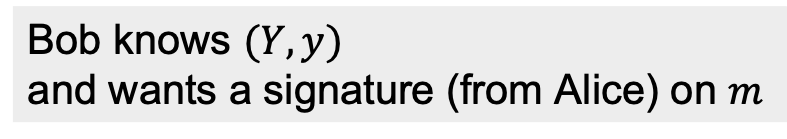 Bob knows (Y, y)
and wants a signature (from Alice) on m